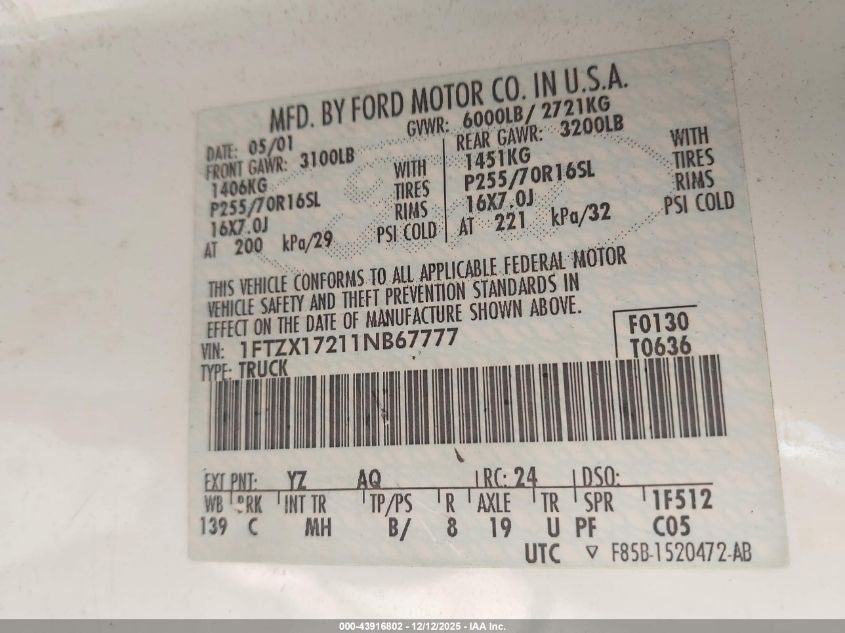 MFD. BY FORD MOTOR CO. IN U.S.A.
DATE: 05/01 GVWR: 6000LB/ 2721KG
FRONT GAWR: 3100LB REAR GAWR: 3200LB
1406KG WITH 1451KG WITH
P255/70R16SL TIRES P255/70R16SL TIRES
16X7.0J RIMS 16X7.0J RIMS
AT 200 kPa/29 PSI COLD AT 221 kPa/32 PSI COLD
THIS VEHICLE CONFORMS TO ALL APPLICABLE FEDERAL MOTOR
VEHICLE SAFETY AND THEFT PREVENTION STANDARDS IN
EFFECT ON THE DATE OF MANUFACTURE SHOWN ABOVE.
VIN: 1FTZX17211NB67777 F0130
TYPE: TRUCK T0636
EXT PNT: YZ AQ RC: 24 DSO:
WB BRK INT TR TP/PS R AXLE TR SPR 1F512
139 C MH B/ 8 19 U PF C05
UTC ▽ F85B-1520472-AB
000-43916802 - 12/12/2025 - IAA Inc.